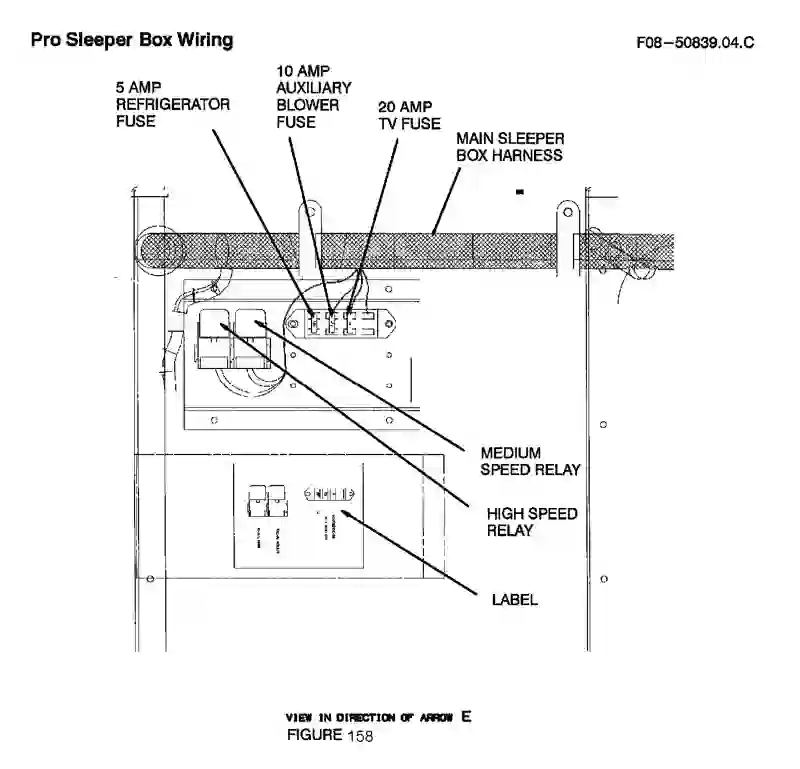 Pro Sleeper Box Wiring
F08-50839.04.C
5 AMP
REFRIGERATOR
FUSE
10 AMP
AUXILIARY
BLOWER
FUSE
20 AMP
TV FUSE
MAIN SLEEPER
BOX HARNESS
MEDIUM
SPEED RELAY
HIGH SPEED
RELAY
LABEL
VIEW IN DIRECTION OF ARROW E
FIGURE 158